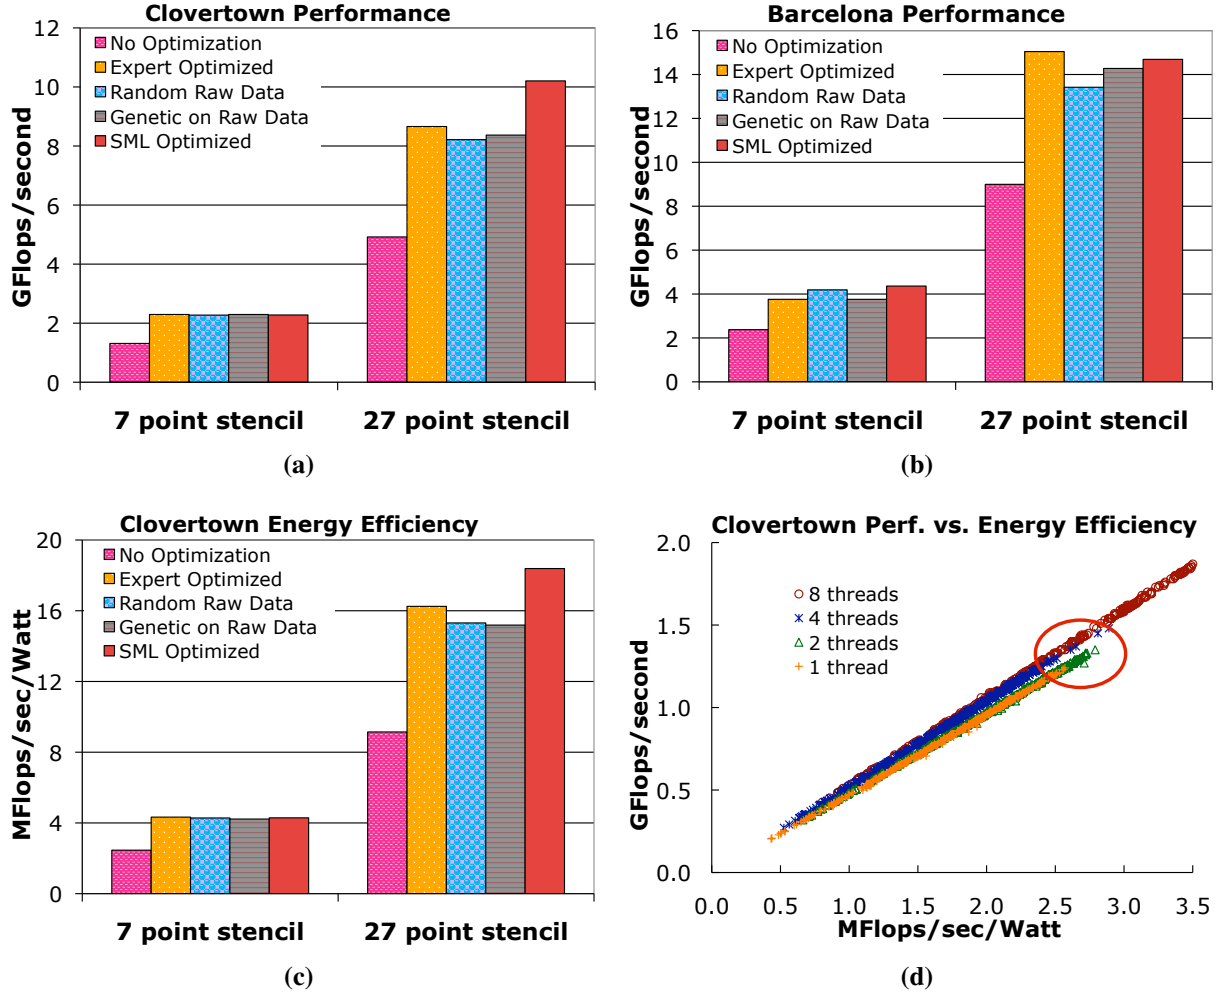 Clovertown Performance
GFlops/second
12
10
8
6
4
2
0
No Optimization
Expert Optimized
Random Raw Data
Genetic on Raw Data
SML Optimized
7 point stencil
27 point stencil
(a)
Barcelona Performance
GFlops/second
16
14
12
10
8
6
4
2
0
No Optimization
Expert Optimized
Random Raw Data
Genetic on Raw Data
SML Optimized
7 point stencil
27 point stencil
(b)
Clovertown Energy Efficiency
MFlops/sec/Watt
20
16
12
8
4
0
No Optimization
Expert Optimized
Random Raw Data
Genetic on Raw Data
SML Optimized
7 point stencil
27 point stencil
(c)
Clovertown Perf. vs. Energy Efficiency
GFlops/second
2.0
1.5
1.0
0.5
0.0
8 threads
4 threads
2 threads
1 thread
0.0 0.5 1.0 1.5 2.0 2.5 3.0 3.5
MFlops/sec/Watt
(d)